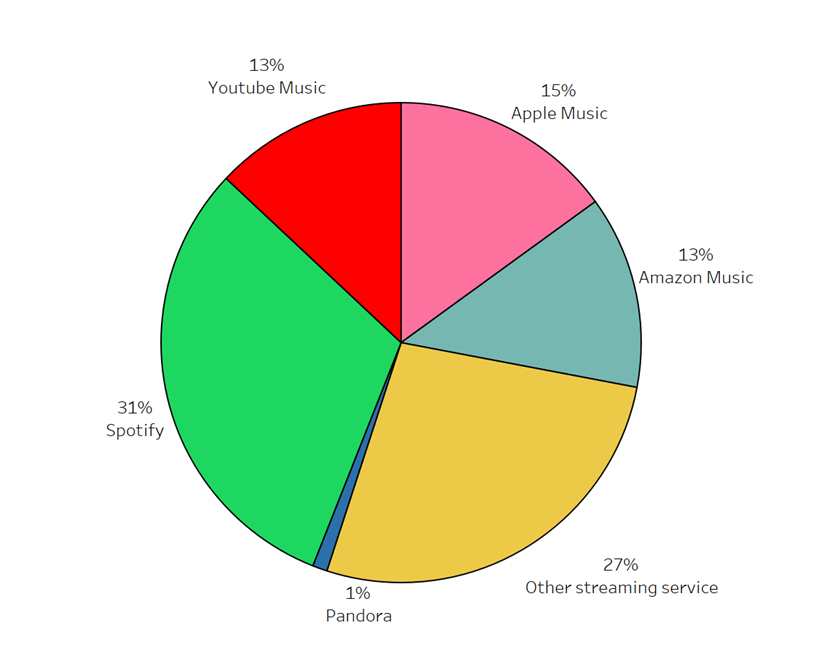 13%
Youtube Music
15%
Apple Music
13%
Amazon Music
31%
Spotify
27%
Other streaming service
1%
Pandora